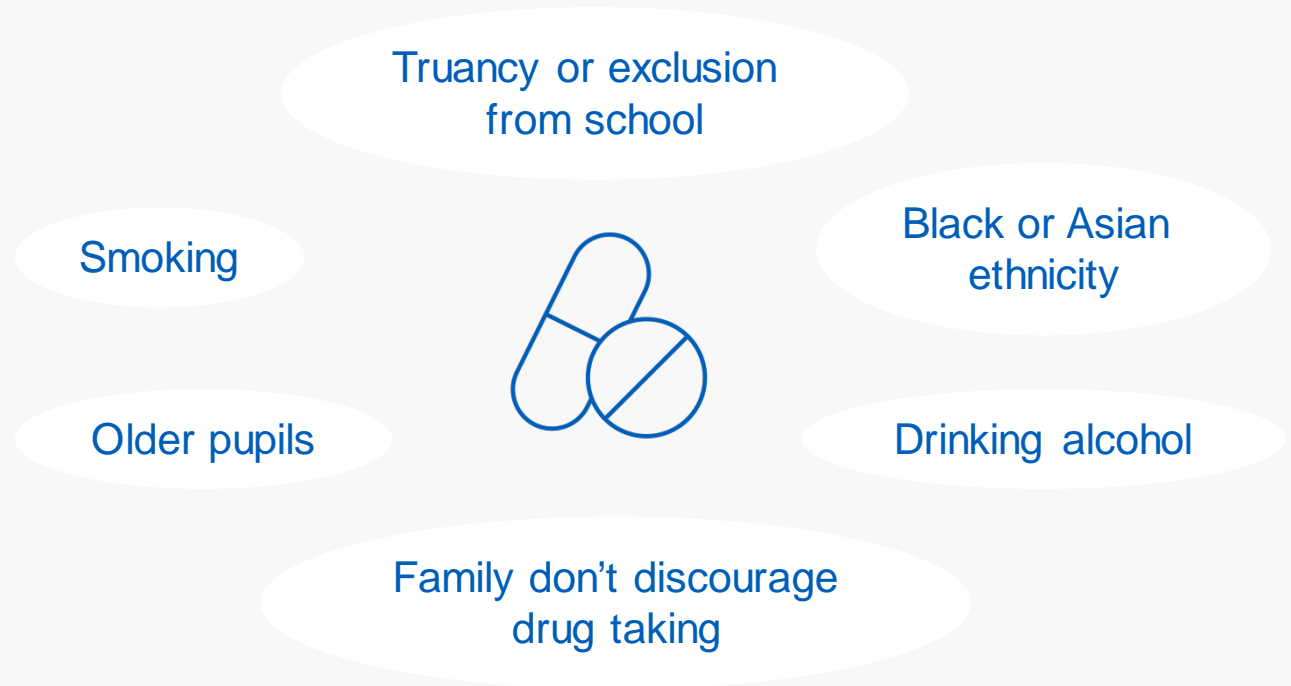 Truancy or exclusion
from school
Smoking
Black or Asian
ethnicity
Older pupils
Drinking alcohol
Family don’t discourage
drug taking